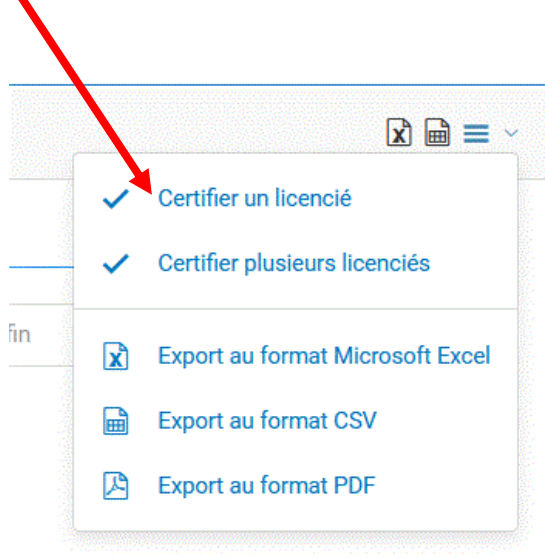 Certifier un licencié
Certifier plusieurs licenciés
fin
Export au format Microsoft Excel
Export au format CSV
Export au format PDF